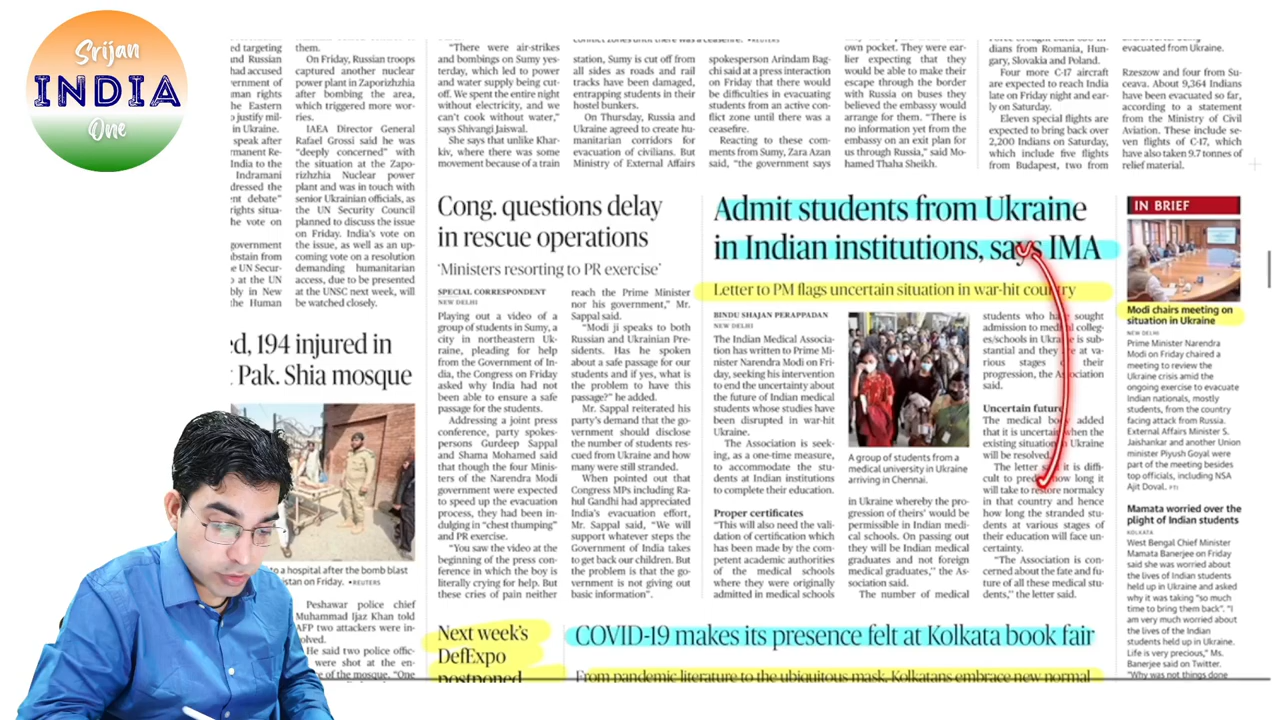 Srijan
INDIA
One
ed targeting
had accused
vernment of
man rights
the Eastern
o justify mil-
in Ukraine.
speak after
rmanent Re-
India to the
Indramani
dressed the
nt debate"
rights situa-
he vote on
government
bstain from
e UN Secur-
at the UN
bly in New
the Human
them.
On Friday, Russian troops
captured another nuclear
power plant in Zaporizhzhia
after bombing the area,
which triggered more wor-
ries.
IAEA Director General
Rafael Grossi said he was
"deeply concerned" with
the situation at the Zapo-
rizhzhia Nuclear power
plant and was in touch with
senior Ukrainian officials, as
the UN Security Council
planned to discuss the issue
on Friday. India's vote on
the issue, as well as an up-
coming vote on a resolution
demanding humanitarian
access, due to be presented
at the UNSC next week, will
be watched closely.
ed, 194 injured in
t Pak. Shia mosque
to a hospital after the bomb blast
istan on Friday. •REUTERS
Peshawar police chief
Muhammad Ijaz Khan told
AFP two attackers were in-
volved.
He said two police offic-
were shot at the en-
e of the mosque. "One
"There were air-strikes
and bombings on Sumy yes-
terday, which led to power
and water supply being cut-
off. We spent the entire night
without electricity, and we
can't cook without water,"
says Shivangi Jaiswal.
She says that unlike Khar-
kiv, where there was some
movement because of a train
station, Sumy is cut off from
all sides as roads and rail
tracks have been damaged,
entrapping students in their
hostel bunkers.
On Thursday, Russia and
Ukraine agreed to create hu-
manitarian corridors for
evacuation of civilians. But
Ministry of External Affairs
conflict zones until there was a ceasefire. •REUTERS
spokesperson Arindam Bag-
chi said at a press interaction
on Friday that there would
be difficulties in evacuating
students from an active con-
flict zone until there was a
ceasefire.
Reacting to these com-
ments from Sumy, Zara Azan
said, "the government says
own pocket. They were ear-
lier expecting that they
would be able to make their
escape through the border
with Russia on buses they
believed the embassy would
arrange for them. "There is
no information yet from the
embassy on an exit plan for
us through Russia," said Mo-
hamed Thaha Sheikh.
dians from Romania, Hun-
gary, Slovakia and Poland.
Four more C-17 aircraft
are expected to reach India
late on Friday night and ear-
ly on Saturday.
Eleven special flights are
expected to bring back over
2,200 Indians on Saturday,
which include five flights
from Budapest, two from
evacuated from Ukraine.
Rzeszow and four from Su-
ceava. About 9,364 Indians
have been evacuated so far,
according to a statement
from the Ministry of Civil
Aviation. These include se-
ven flights of C-17, which
have also taken 9.7 tonnes of
relief material.
Cong. questions delay
in rescue operations
'Ministers resorting to PR exercise'
SPECIAL CORRESPONDENT
NEW DELHI
Playing out a video of a
group of students in Sumy, a
city in northeastern Uk-
raine, pleading for help
from the Government of In-
dia, the Congress on Friday
asked why India had not
been able to ensure a safe
passage for the students.
Addressing a joint press
conference, party spokes-
persons Gurdeep Sappal
and Shama Mohamed said
that though the four Minis-
ters of the Narendra Modi
government were expected
to speed up the evacuation
process, they had been in-
dulging in "chest thumping"
and PR exercise.
"You saw the video at the
beginning of the press con-
ference in which the boy is
literally crying for help. But
these cries of pain neither
reach the Prime Minister
nor his government," Mr.
Sappal said.
"Modi ji speaks to both
Russian and Ukrainian Pre-
sidents. Has he spoken
about a safe passage for our
students and if yes, what is
the problem to have this
passage?" he added.
Mr. Sappal reiterated his
party's demand that the go-
vernment should disclose
the number of students res-
cued from Ukraine and how
many were still stranded.
When pointed out that
Congress MPs including Ra-
hul Gandhi had appreciated
India's evacuation effort,
Mr. Sappal said, "We will
support whatever steps the
Government of India takes
to get back our children. But
the problem is that the go-
vernment is not giving out
basic information".
Admit students from Ukraine
in Indian institutions, says IMA
Letter to PM flags uncertain situation in war-hit country
BINDU SHAJAN PERAPPADAN
NEW DELHI
The Indian Medical Associa-
tion has written to Prime Mi-
nister Narendra Modi on Fri-
day, seeking his intervention
to end the uncertainty about
the future of Indian medical
students whose studies have
been disrupted in war-hit
Ukraine.
The Association is seek-
ing, as a one-time measure,
to accommodate the stu-
dents at Indian institutions
to complete their education.
Proper certificates
"This will also need the vali-
dation of certification which
has been made by the com-
petent academic authorities
of the medical schools
where they were originally
admitted in medical schools
A group of students from a
medical university in Ukraine
arriving in Chennai.
in Ukraine whereby the pro-
gression of theirs' would be
permissible in Indian medi-
cal schools. On passing out
they will be Indian medical
graduates and not foreign
medical graduates," the As-
sociation said.
The number of medical
students who have sought
admission to medical colleg-
es/schools in Ukraine is sub-
stantial and they are at va-
rious stages of their
progression, the Association
said.
Uncertain future
The medical body added
that it is uncertain when the
existing situation in Ukraine
will be resolved.
The letter said it is diffi-
cult to predict how long it
will take to restore normalcy
in that country and hence
how long the stranded stu-
dents at various stages of
their education will face un-
certainty.
"The Association is con-
cerned about the fate and fu-
ture of all these medical stu-
dents," the letter said.
IN BRIEF
Modi chairs meeting on
situation in Ukraine
NEW DELHI
Prime Minister Narendra
Modi on Friday chaired a
meeting to review the
Ukraine crisis amid the
ongoing exercise to evacuate
Indian nationals, mostly
students, from the country
facing attack from Russia.
External Affairs Minister S.
Jaishankar and another Union
minister Piyush Goyal were
part of the meeting besides
top officials, including NSA
Ajit Doval. PTI
Mamata worried over the
plight of Indian students
KOLKATA
West Bengal Chief Minister
Mamata Banerjee on Friday
said she was worried about
the lives of Indian students
held up in Ukraine and asked
why it was taking "so much
time to bring them back". "I
am very much worried about
the lives of the Indian
students held up in Ukraine.
Life is very precious," Ms.
Banerjee said on Twitter.
"Why was not things done
Next week's
DefExpo
postponed
COVID-19 makes its presence felt at Kolkata book fair
From pandemic literature to the ubiquitous mask, Kolkatans embrace new normal